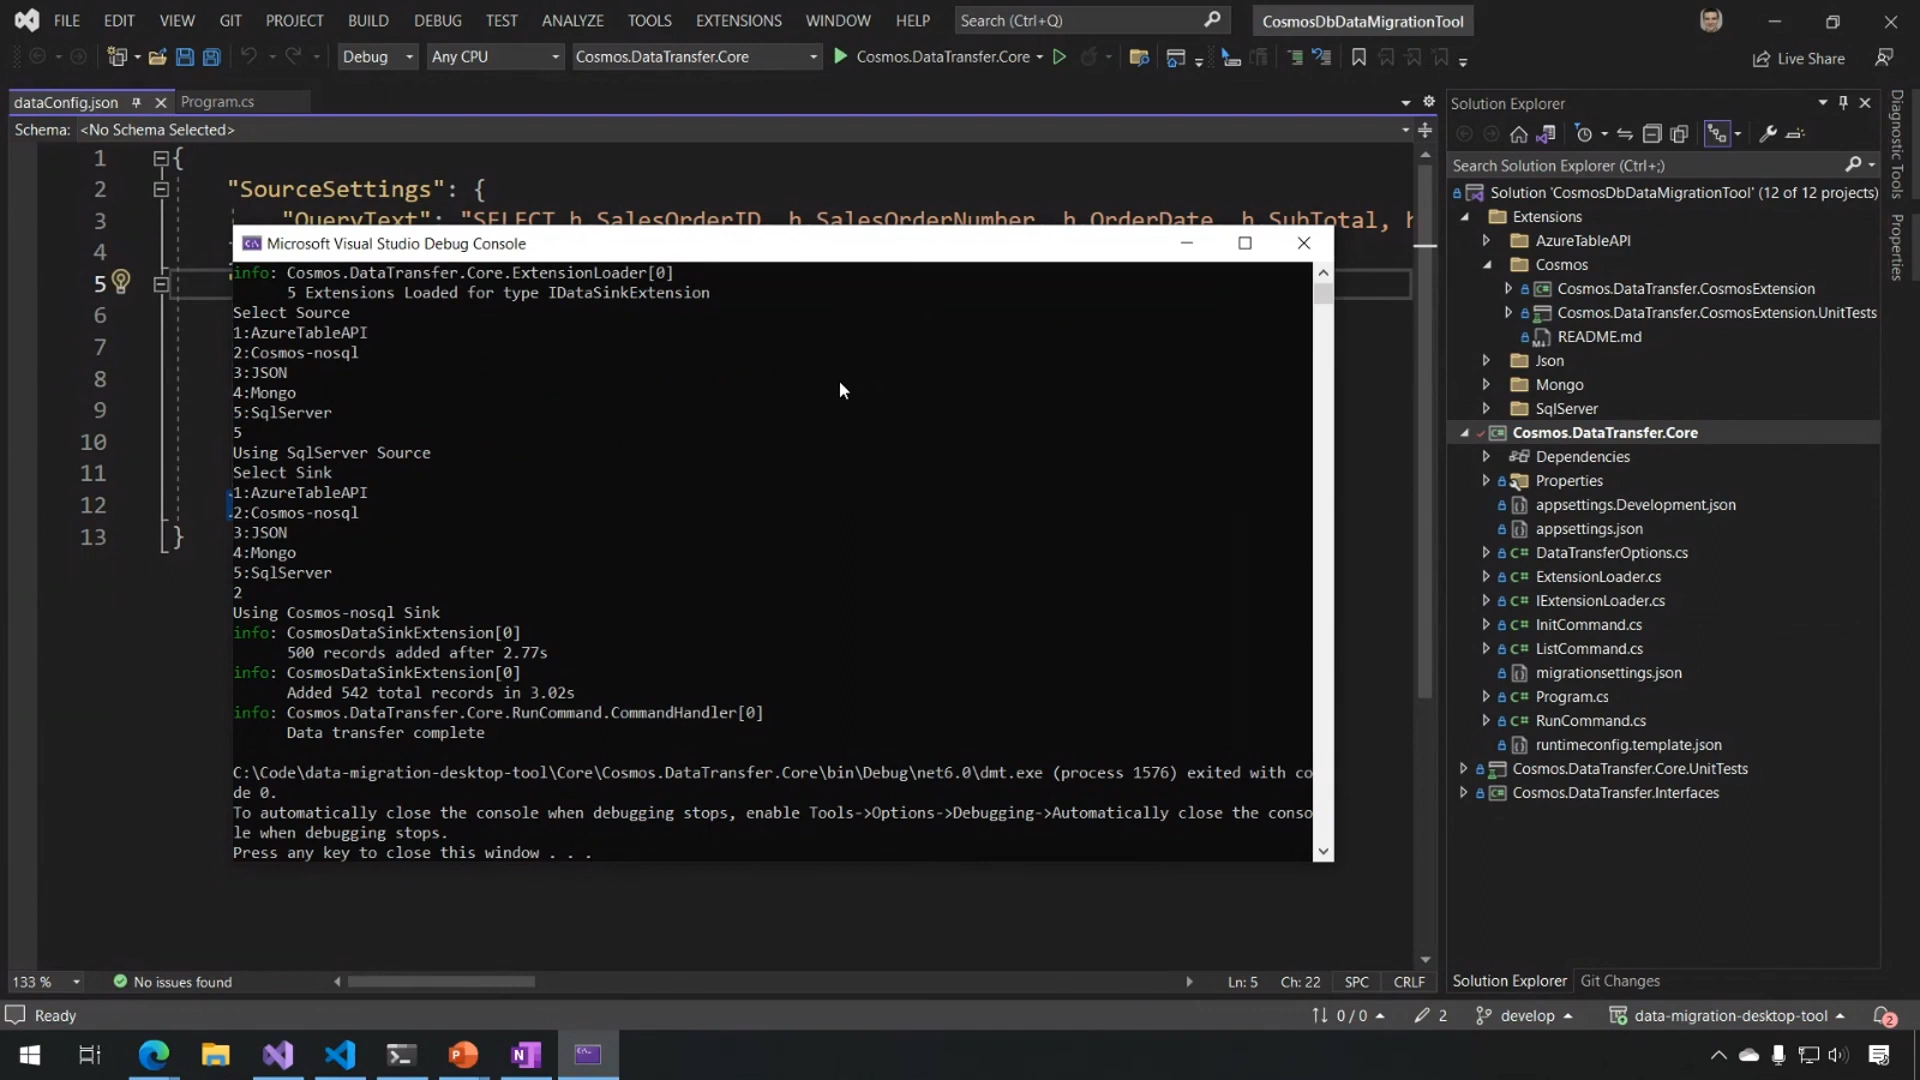 FILE EDIT VIEW GIT PROJECT BUILD DEBUG TEST ANALYZE TOOLS EXTENSIONS WINDOW HELP Search (Ctrl+Q) CosmosDbDataMigrationTool
Debug Any CPU Cosmos.DataTransfer.Core Cosmos.DataTransfer.Core Live Share
dataConfig.json Program.cs
Schema: <No Schema Selected>
1 {
2 "SourceSettings": {
3 "QueryText": "SELECT h.SalesOrderID, h.SalesOrderNumber, h.OrderDate, h.SubTotal, h
4
5
6
7
8
9
10
11
12
13 }
Microsoft Visual Studio Debug Console
info: Cosmos.DataTransfer.Core.ExtensionLoader[0]
5 Extensions Loaded for type IDataSinkExtension
Select Source
1:AzureTableAPI
2:Cosmos-nosql
3:JSON
4:Mongo
5:SqlServer
5
Using SqlServer Source
Select Sink
1:AzureTableAPI
2:Cosmos-nosql
3:JSON
4:Mongo
5:SqlServer
2
Using Cosmos-nosql Sink
info: CosmosDataSinkExtension[0]
500 records added after 2.77s
info: CosmosDataSinkExtension[0]
Added 542 total records in 3.02s
info: Cosmos.DataTransfer.Core.RunCommand.CommandHandler[0]
Data transfer complete
C:\Code\data-migration-desktop-tool\Core\Cosmos.DataTransfer.Core\bin\Debug\net6.0\dmt.exe (process 1576) exited with co
de 0.
To automatically close the console when debugging stops, enable Tools->Options->Debugging->Automatically close the conso
le when debugging stops.
Press any key to close this window . . .
Solution Explorer
Search Solution Explorer (Ctrl+;)
Solution 'CosmosDbDataMigrationTool' (12 of 12 projects)
Extensions
AzureTableAPI
Cosmos
Cosmos.DataTransfer.CosmosExtension
Cosmos.DataTransfer.CosmosExtension.UnitTests
README.md
Json
Mongo
SqlServer
Cosmos.DataTransfer.Core
Dependencies
Properties
appsettings.Development.json
appsettings.json
DataTransferOptions.cs
ExtensionLoader.cs
IExtensionLoader.cs
InitCommand.cs
ListCommand.cs
migrationsettings.json
Program.cs
RunCommand.cs
runtimeconfig.template.json
Cosmos.DataTransfer.Core.UnitTests
Cosmos.DataTransfer.Interfaces
Diagnostic Tools
Properties
133 % No issues found Ln: 5 Ch: 22 SPC CRLF
Solution Explorer Git Changes
Ready 0 / 0 2 develop data-migration-desktop-tool 2